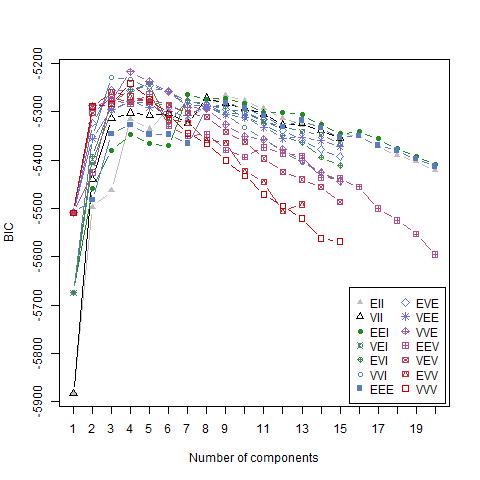 -5200
-5300
-5400
-5500
-5600
-5700
-5800
-5900
BIC
1 2 3 4 5 6 7 8 9 11 13 15 17 19
Number of components
EII
VII
EEI
VEI
EVI
VVI
EEE
EVE
VEE
VVE
EEV
VEV
EVV
VVV